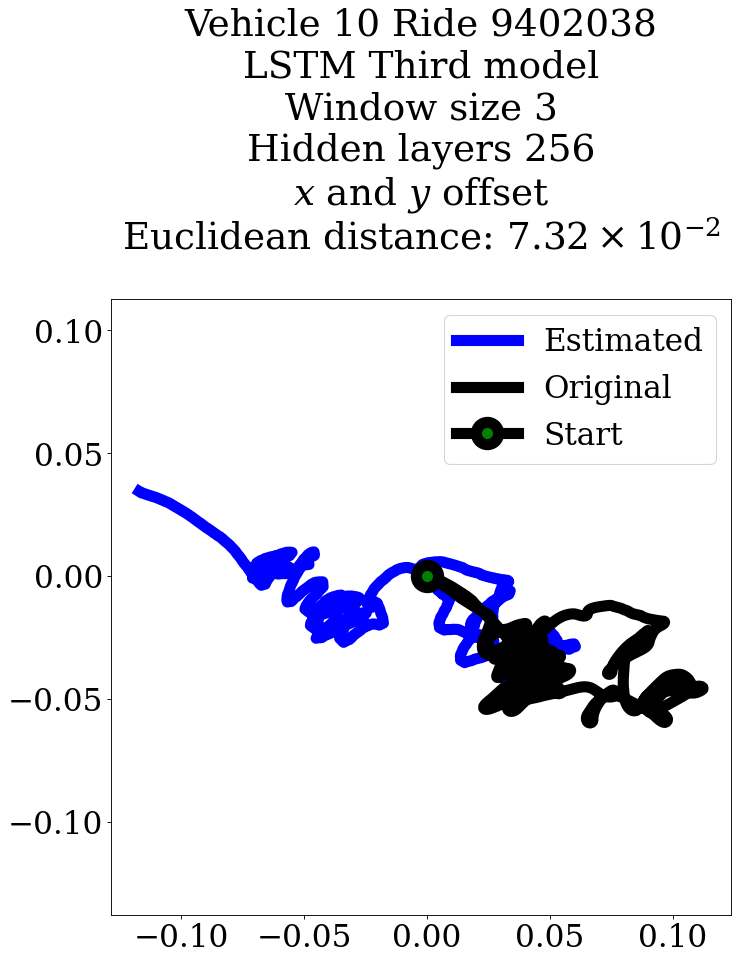 Vehicle 10 Ride 9402038
LSTM Third model
Window size 3
Hidden layers 256
x and y offset
Euclidean distance: 7.32 × 10⁻²
Estimated
Original
Start
0.10
0.05
0.00
−0.05
−0.10
−0.10 −0.05 0.00 0.05 0.10